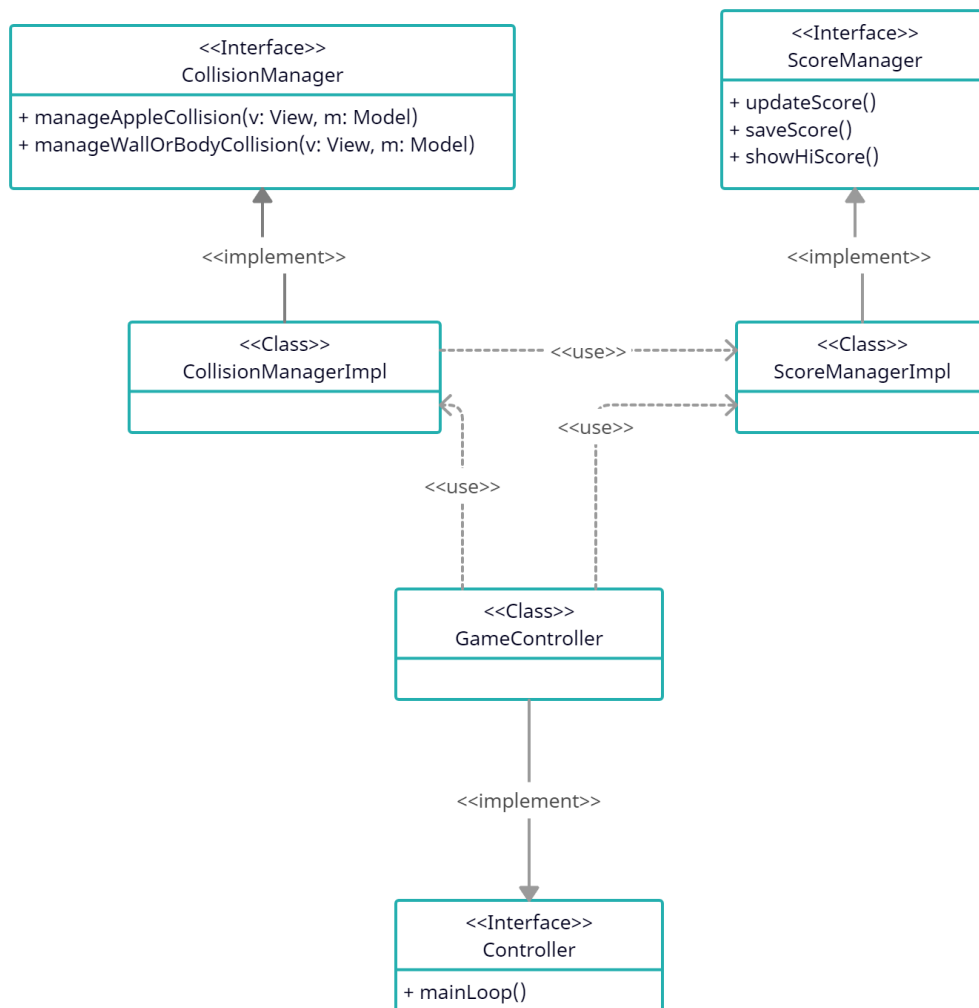 <<Interface>>
CollisionManager
+ manageAppleCollision(v: View, m: Model)
+ manageWallOrBodyCollision(v: View, m: Model)
<<Interface>>
ScoreManager
+ updateScore()
+ saveScore()
+ showHiScore()
<<implement>>
<<implement>>
<<Class>>
CollisionManagerImpl
<<use>>
<<Class>>
ScoreManagerImpl
<<use>>
<<use>>
<<Class>>
GameController
<<implement>>
<<Interface>>
Controller
+ mainLoop()